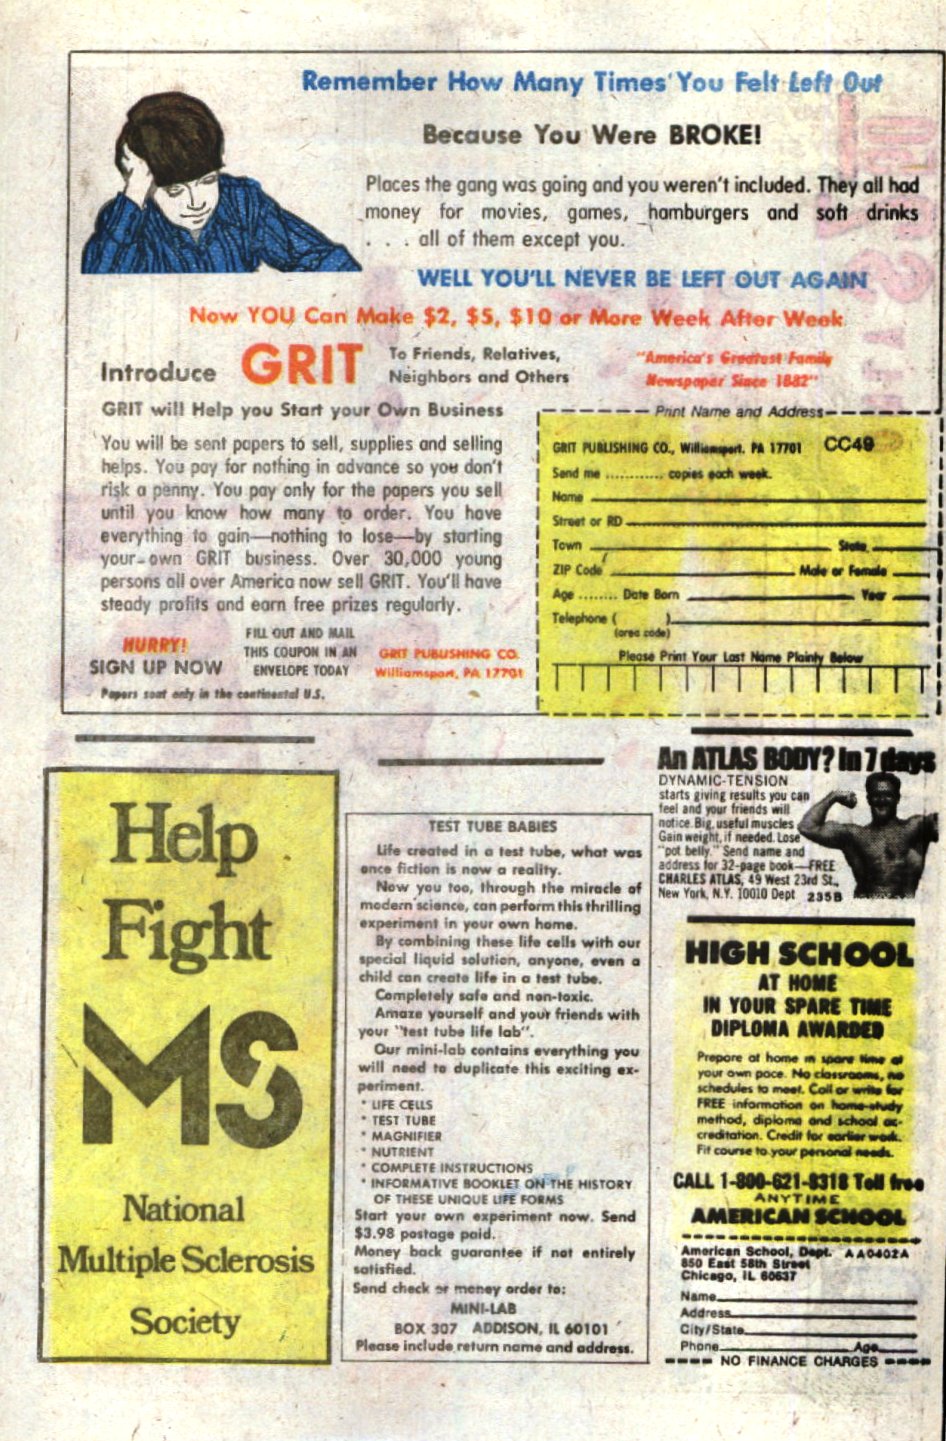 Remember How Many Times You Felt Left Out
Because You Were BROKE!
Places the gang was going and you weren't included. They all had
money for movies, games, hamburgers and soft drinks
. . . all of them except you.
WELL YOU'LL NEVER BE LEFT OUT AGAIN
Now YOU Can Make $2, $5, $10 or More Week After Week
Introduce GRIT To Friends, Relatives,
Neighbors and Others
"America's Greatest Family
Newspaper Since 1882"
GRIT will Help you Start your Own Business
You will be sent papers to sell, supplies and selling
helps. You pay for nothing in advance so you don't
risk a penny. You pay only for the papers you sell
until you know how many to order. You have
everything to gain—nothing to lose—by starting
your own GRIT business. Over 30,000 young
persons all over America now sell GRIT. You'll have
steady profits and earn free prizes regularly.
HURRY!
SIGN UP NOW
FILL OUT AND MAIL
THIS COUPON IN AN
ENVELOPE TODAY
GRIT PUBLISHING CO.
Williamsport, PA 17701
Papers sent only in the continental U.S.
Print Name and Address
GRIT PUBLISHING CO., Williamsport, PA 17701 CC49
Send me ............ copies each week.
Name
Street or RD
Town State
ZIP Code Male or Female
Age ........ Date Born Year
Telephone ( )
(area code)
Please Print Your Last Name Plainly Below
Help
Fight
MS
National
Multiple Sclerosis
Society
TEST TUBE BABIES
Life created in a test tube, what was
once fiction is now a reality.
Now you too, through the miracle of
modern science, can perform this thrilling
experiment in your own home.
By combining these life cells with our
special liquid solution, anyone, even a
child can create life in a test tube.
Completely safe and non-toxic.
Amaze yourself and your friends with
your "test tube life lab".
Our mini-lab contains everything you
will need to duplicate this exciting ex-
periment.
* LIFE CELLS
* TEST TUBE
* MAGNIFIER
* NUTRIENT
* COMPLETE INSTRUCTIONS
* INFORMATIVE BOOKLET ON THE HISTORY
OF THESE UNIQUE LIFE FORMS
Start your own experiment now. Send
$3.98 postage paid.
Money back guarantee if not entirely
satisfied.
Send check or money order to:
MINI-LAB
BOX 307 ADDISON, IL 60101
Please include return name and address.
An ATLAS BODY? In 7 days
DYNAMIC-TENSION
starts giving results you can
feel and your friends will
notice. Big, useful muscles
Gain weight, if needed. Lose
"pot belly." Send name and
address for 32-page book—FREE
CHARLES ATLAS, 49 West 23rd St.,
New York, N.Y. 10010 Dept 235B
HIGH SCHOOL
AT HOME
IN YOUR SPARE TIME
DIPLOMA AWARDED
Prepare at home in spare time at
your own pace. No classrooms, no
schedules to meet. Call or write for
FREE information on home-study
method, diploma and school ac-
creditation. Credit for earlier work.
Fit course to your personal needs.
CALL 1-800-621-8318 Toll free
ANYTIME
AMERICAN SCHOOL
American School, Dept. AA0402A
850 East 58th Street
Chicago, IL 60637
Name
Address
City/State
Phone Age
NO FINANCE CHARGES